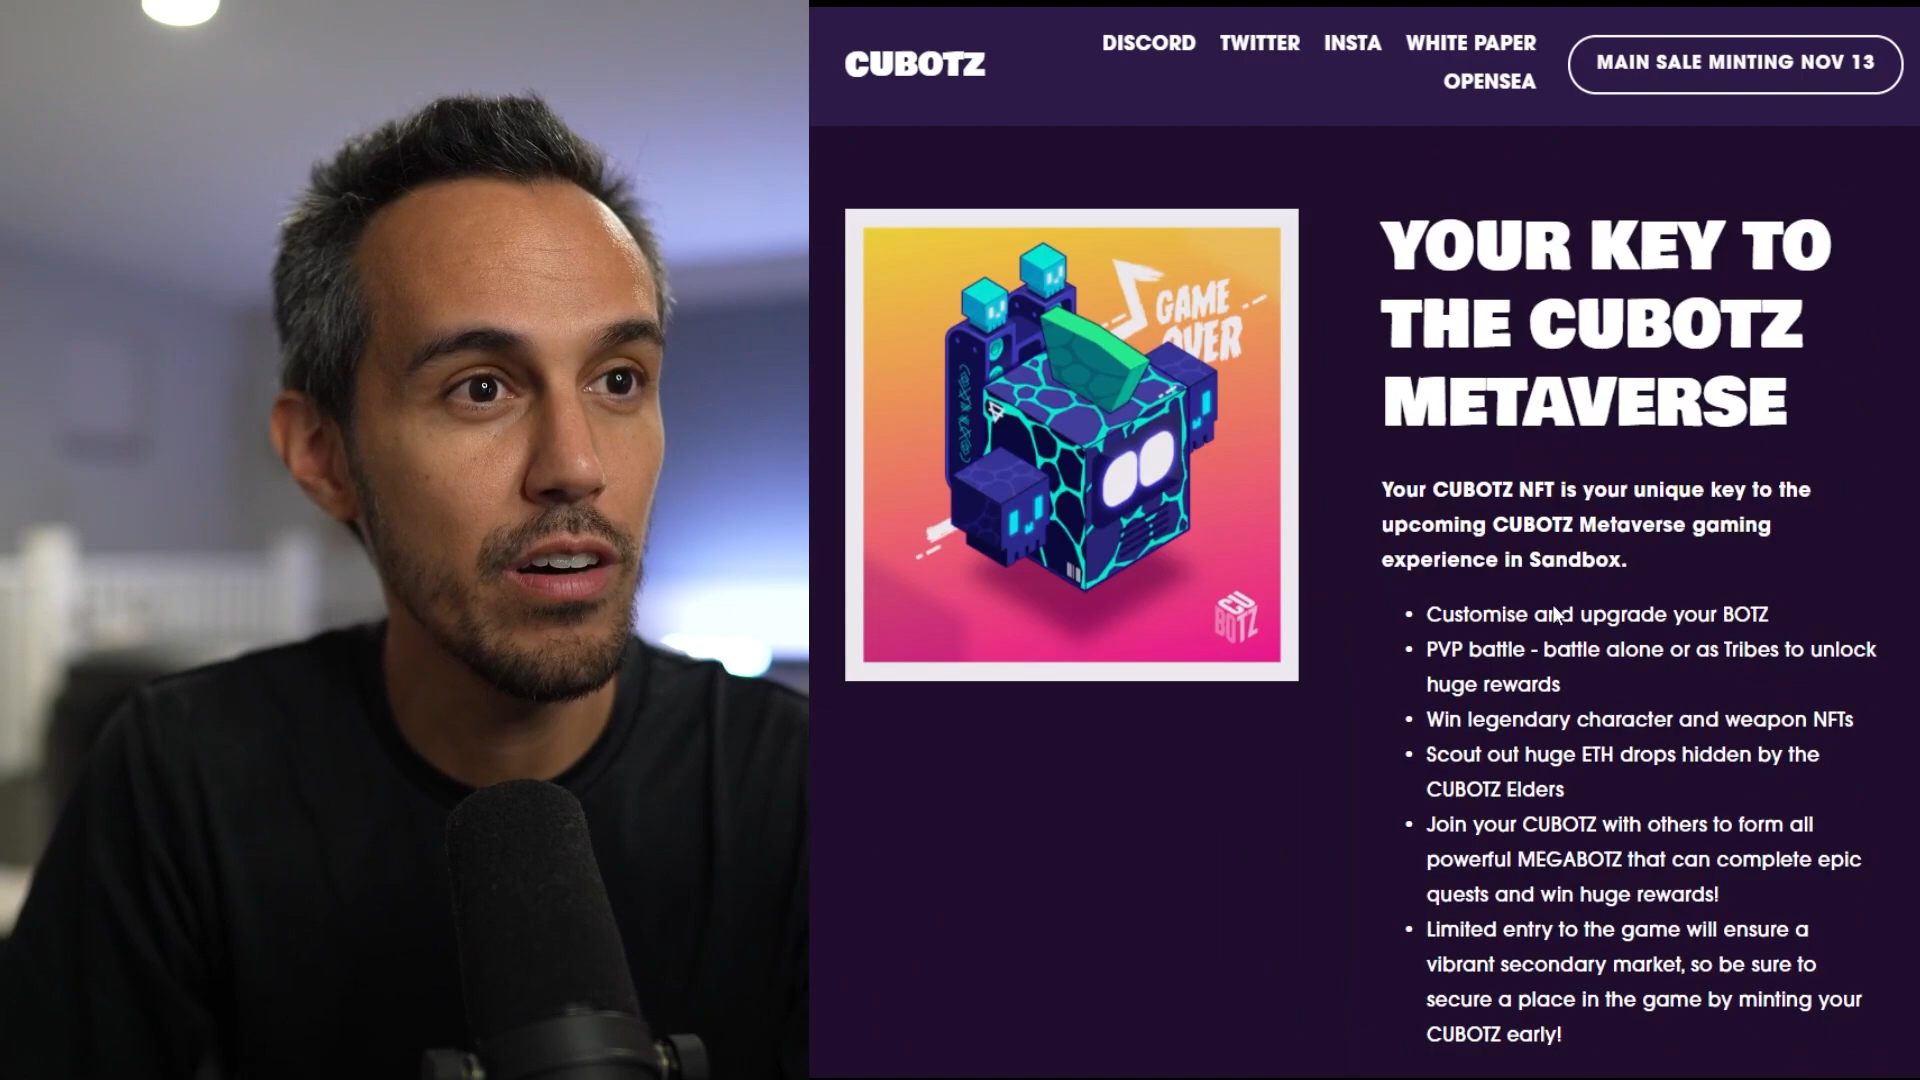 CUBOTZ
DISCORD TWITTER INSTA WHITE PAPER
OPENSEA
MAIN SALE MINTING NOV 13
GAME
OVER
CU
BOTZ
YOUR KEY TO
THE CUBOTZ
METAVERSE
Your CUBOTZ NFT is your unique key to the
upcoming CUBOTZ Metaverse gaming
experience in Sandbox.
• Customise and upgrade your BOTZ
• PVP battle - battle alone or as Tribes to unlock
huge rewards
• Win legendary character and weapon NFTs
• Scout out huge ETH drops hidden by the
CUBOTZ Elders
• Join your CUBOTZ with others to form all
powerful MEGABOTZ that can complete epic
quests and win huge rewards!
• Limited entry to the game will ensure a
vibrant secondary market, so be sure to
secure a place in the game by minting your
CUBOTZ early!